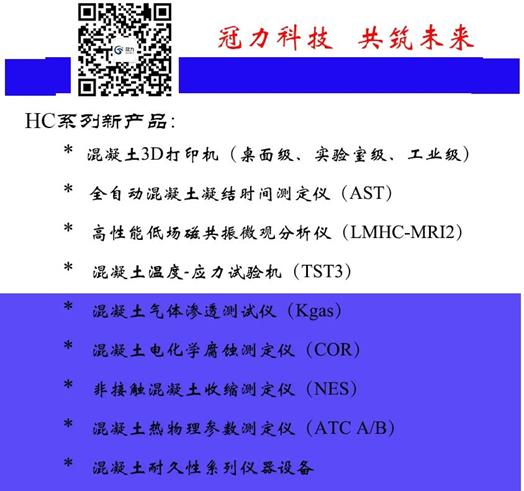 冠力科技 共筑未来
HC系列新产品:
* 混凝土3D打印机（桌面级、实验室级、工业级）
* 全自动混凝土凝结时间测定仪（AST）
* 高性能低场磁共振微观分析仪（LMHC-MRI2）
* 混凝土温度-应力试验机（TST3）
* 混凝土气体渗透测试仪（Kgas）
* 混凝土电化学腐蚀测定仪（COR）
* 非接触混凝土收缩测定仪（NES）
* 混凝土热物理参数测定仪（ATC A/B）
* 混凝土耐久性系列仪器设备